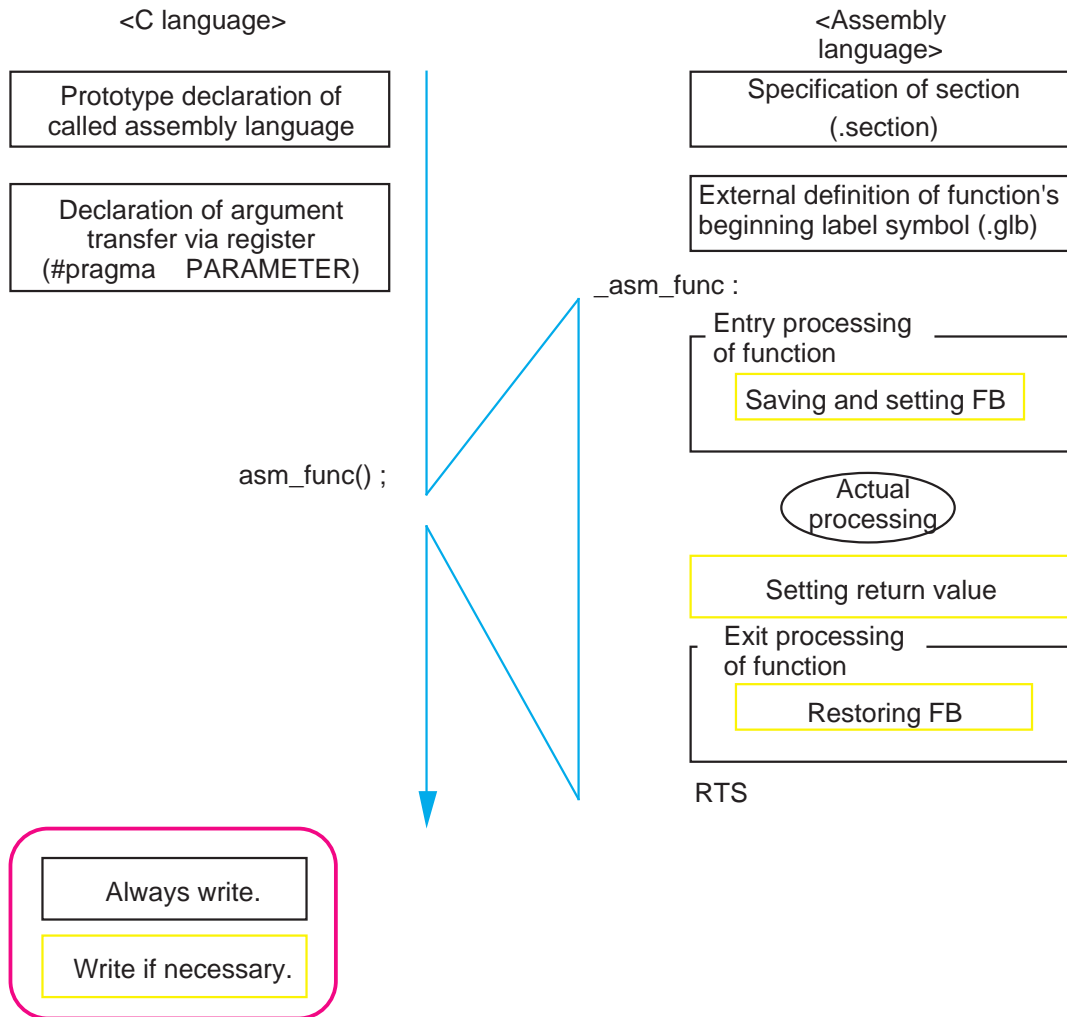 <C language>
Prototype declaration of
called assembly language
Declaration of argument
transfer via register
(#pragma PARAMETER)
asm_func() ;
<Assembly
language>
Specification of section
(.section)
External definition of function's
beginning label symbol (.glb)
_asm_func :
Entry processing
of function
Saving and setting FB
Actual
processing
Setting return value
Exit processing
of function
Restoring FB
RTS
Always write.
Write if necessary.